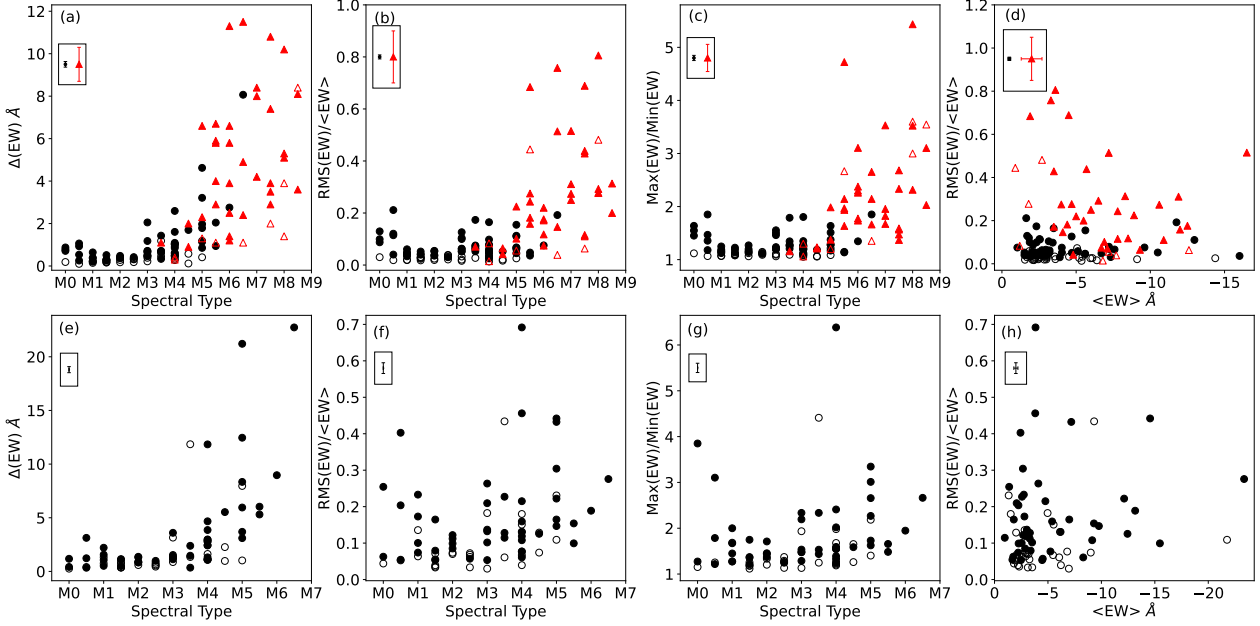 (a)
Δ(EW) Å
0
2
4
6
8
10
12
M0 M1 M2 M3 M4 M5 M6 M7 M8 M9
Spectral Type
(b)
RMS(EW)/<EW>
0.0
0.2
0.4
0.6
0.8
1.0
M0 M1 M2 M3 M4 M5 M6 M7 M8 M9
Spectral Type
(c)
Max(EW)/Min(EW)
1
2
3
4
5
M0 M1 M2 M3 M4 M5 M6 M7 M8 M9
Spectral Type
(d)
RMS(EW)/<EW>
0.0
0.2
0.4
0.6
0.8
1.0
1.2
0 −5 −10 −15
<EW> Å
(e)
Δ(EW) Å
0
5
10
15
20
M0 M1 M2 M3 M4 M5 M6 M7
Spectral Type
(f)
RMS(EW)/<EW>
0.0
0.1
0.2
0.3
0.4
0.5
0.6
0.7
M0 M1 M2 M3 M4 M5 M6 M7
Spectral Type
(g)
Max(EW)/Min(EW)
1
2
3
4
5
6
M0 M1 M2 M3 M4 M5 M6 M7
Spectral Type
(h)
RMS(EW)/<EW>
0.0
0.1
0.2
0.3
0.4
0.5
0.6
0.7
0 −5 −10 −15 −20
<EW> Å